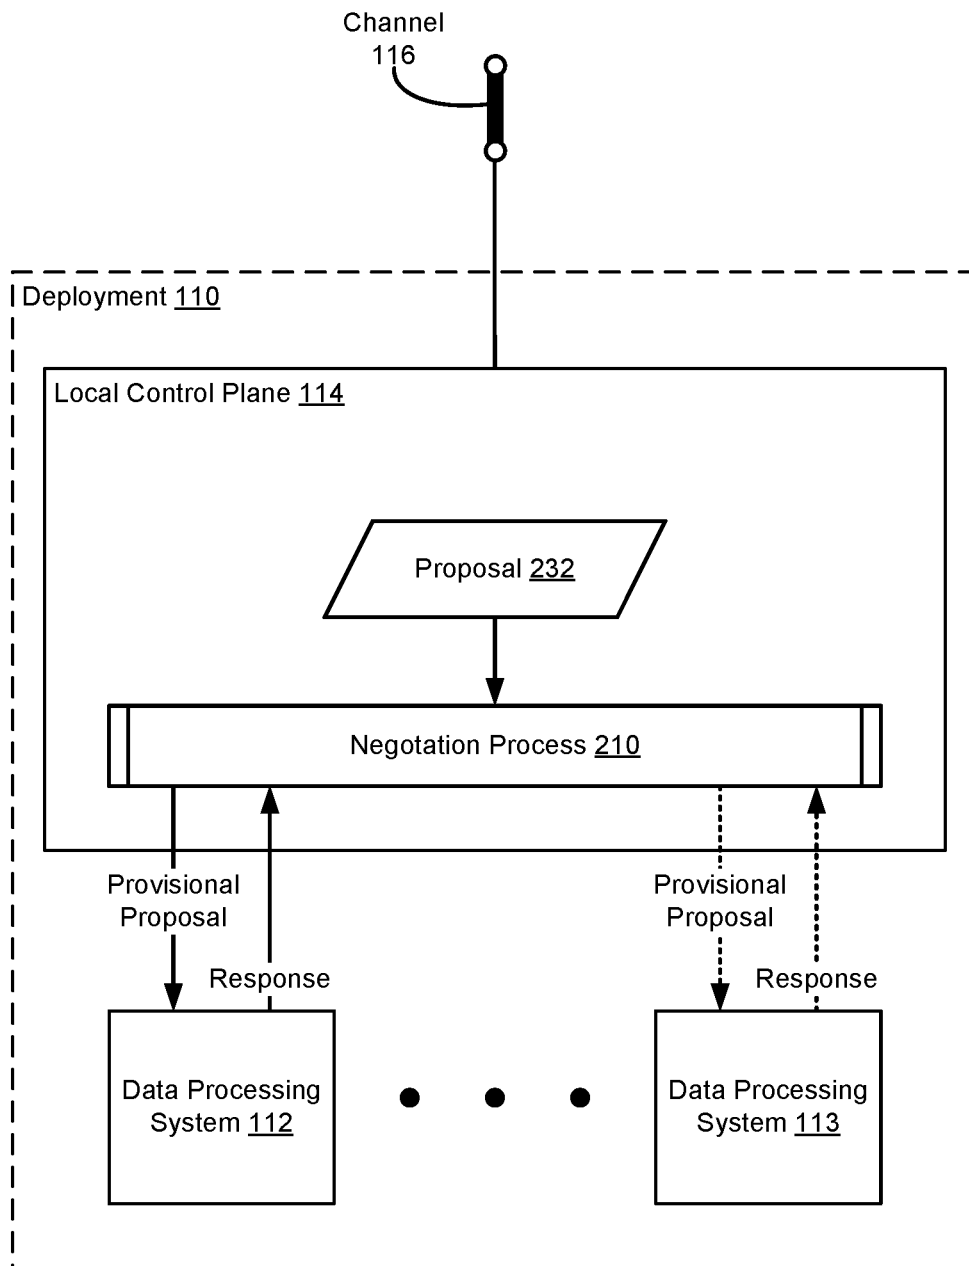 Channel
116
Deployment 110
Local Control Plane 114
Proposal 232
Negotation Process 210
Provisional
Proposal
Response
Provisional
Proposal
Response
Data Processing
System 112
Data Processing
System 113